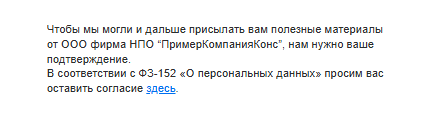 Чтобы мы могли и дальше присылать вам полезные материалы
от ООО фирма НПО “ПримерКомпанияКонс”, нам нужно ваше
подтверждение.
В соответствии с ФЗ-152 «О персональных данных» просим вас
оставить согласие здесь.